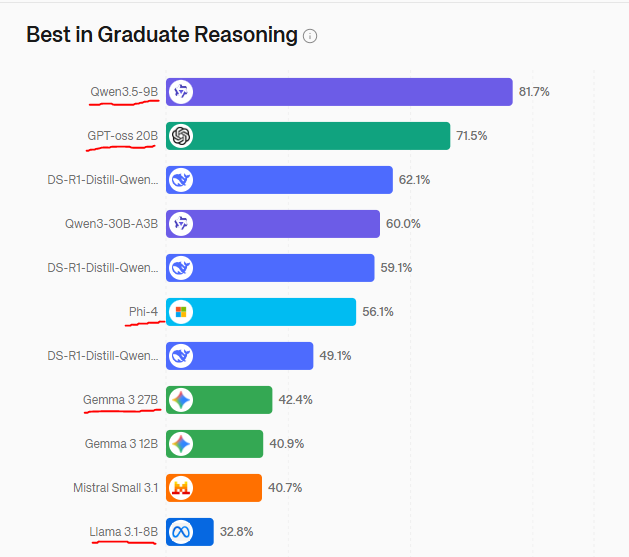 Best in Graduate Reasoning
Qwen3.5-9B 81.7%
GPT-oss 20B 71.5%
DS-R1-Distill-Qwen... 62.1%
Qwen3-30B-A3B 60.0%
DS-R1-Distill-Qwen... 59.1%
Phi-4 56.1%
DS-R1-Distill-Qwen... 49.1%
Gemma 3 27B 42.4%
Gemma 3 12B 40.9%
Mistral Small 3.1 40.7%
Llama 3.1-8B 32.8%